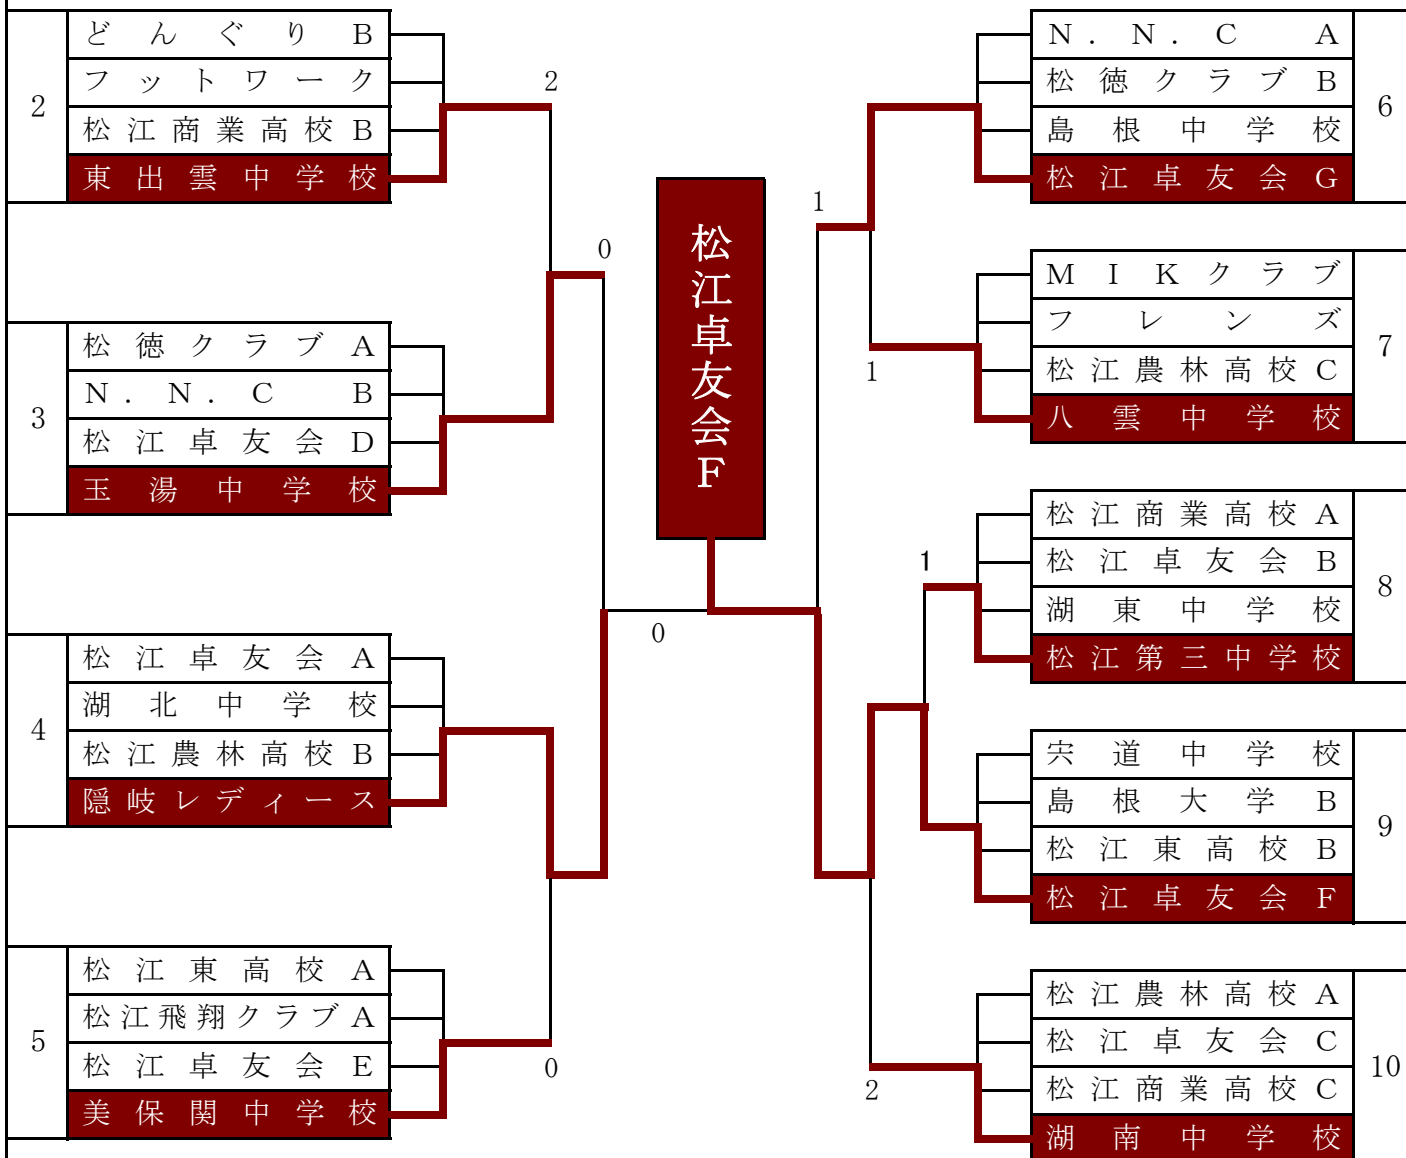 2
どんぐりB
フットワーク
松江商業高校B
東出雲中学校
2
0
3
松徳クラブA
N.N.C B
松江卓友会D
玉湯中学校
4
松江卓友会A
湖北中学校
松江農林高校B
隠岐レディース
5
松江東高校A
松江飛翔クラブA
松江卓友会E
美保関中学校
0
松江卓友会F
0
1
1
1
2
N.N.C A
松徳クラブB
島根中学校
松江卓友会G
6
MIKクラブ
フレンズ
松江農林高校C
八雲中学校
7
松江商業高校A
松江卓友会B
湖東中学校
松江第三中学校
8
宍道中学校
島根大学B
松江東高校B
松江卓友会F
9
松江農林高校A
松江卓友会C
松江商業高校C
湖南中学校
10